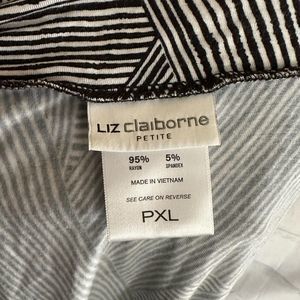 LIZ claiborne
PETITE
95% 5%
RAYON SPANDEX
MADE IN VIETNAM
SEE CARE ON REVERSE
PXL